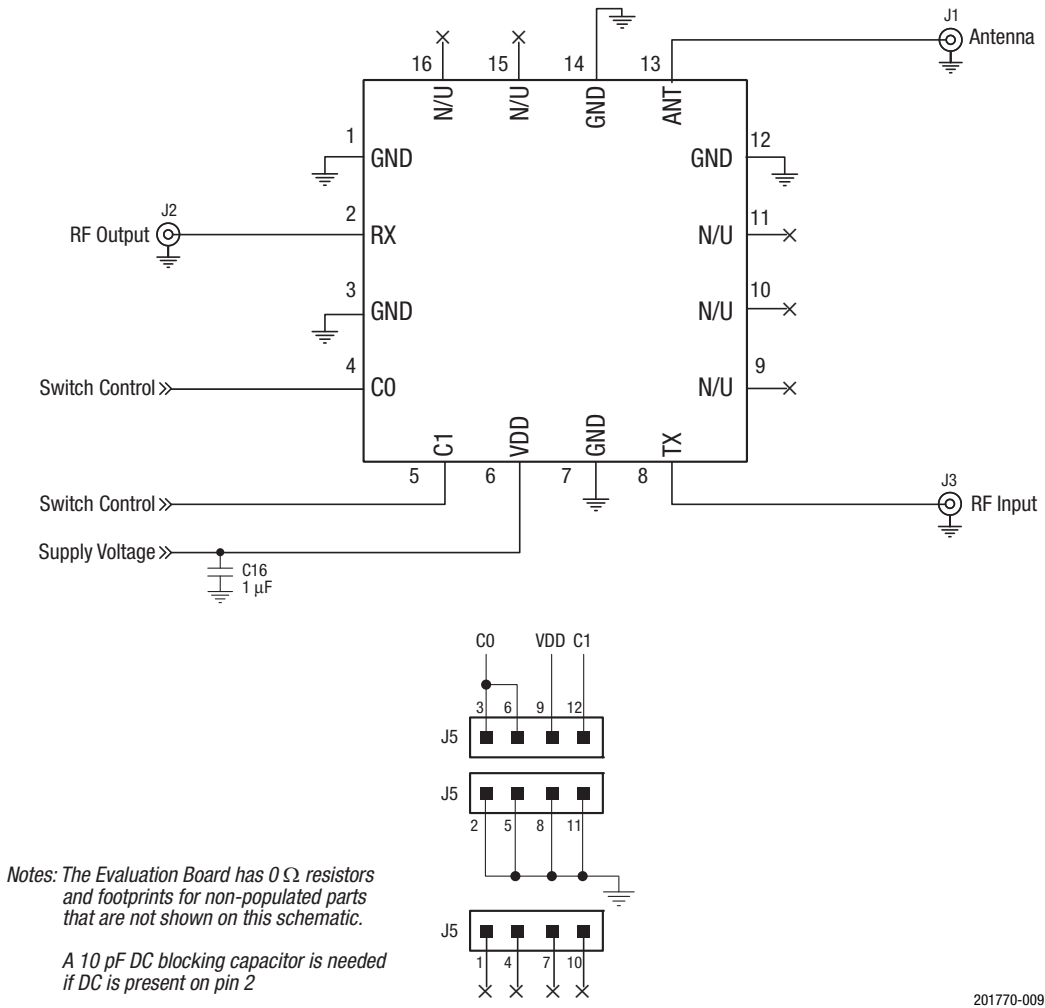 J1
Antenna
16
15
14
13
N/U
N/U
GND
ANT
1
GND
12
GND
J2
RF Output
2
RX
11
N/U
3
GND
10
N/U
Switch Control
4
C0
9
N/U
C1
VDD
GND
TX
5
6
7
8
Switch Control
J3
RF Input
Supply Voltage
C16
1 μF
C0
VDD
C1
3
6
9
12
J5
J5
2
5
8
11
J5
1
4
7
10
Notes: The Evaluation Board has 0 Ω resistors
and footprints for non-populated parts
that are not shown on this schematic.
A 10 pF DC blocking capacitor is needed
if DC is present on pin 2
201770-009